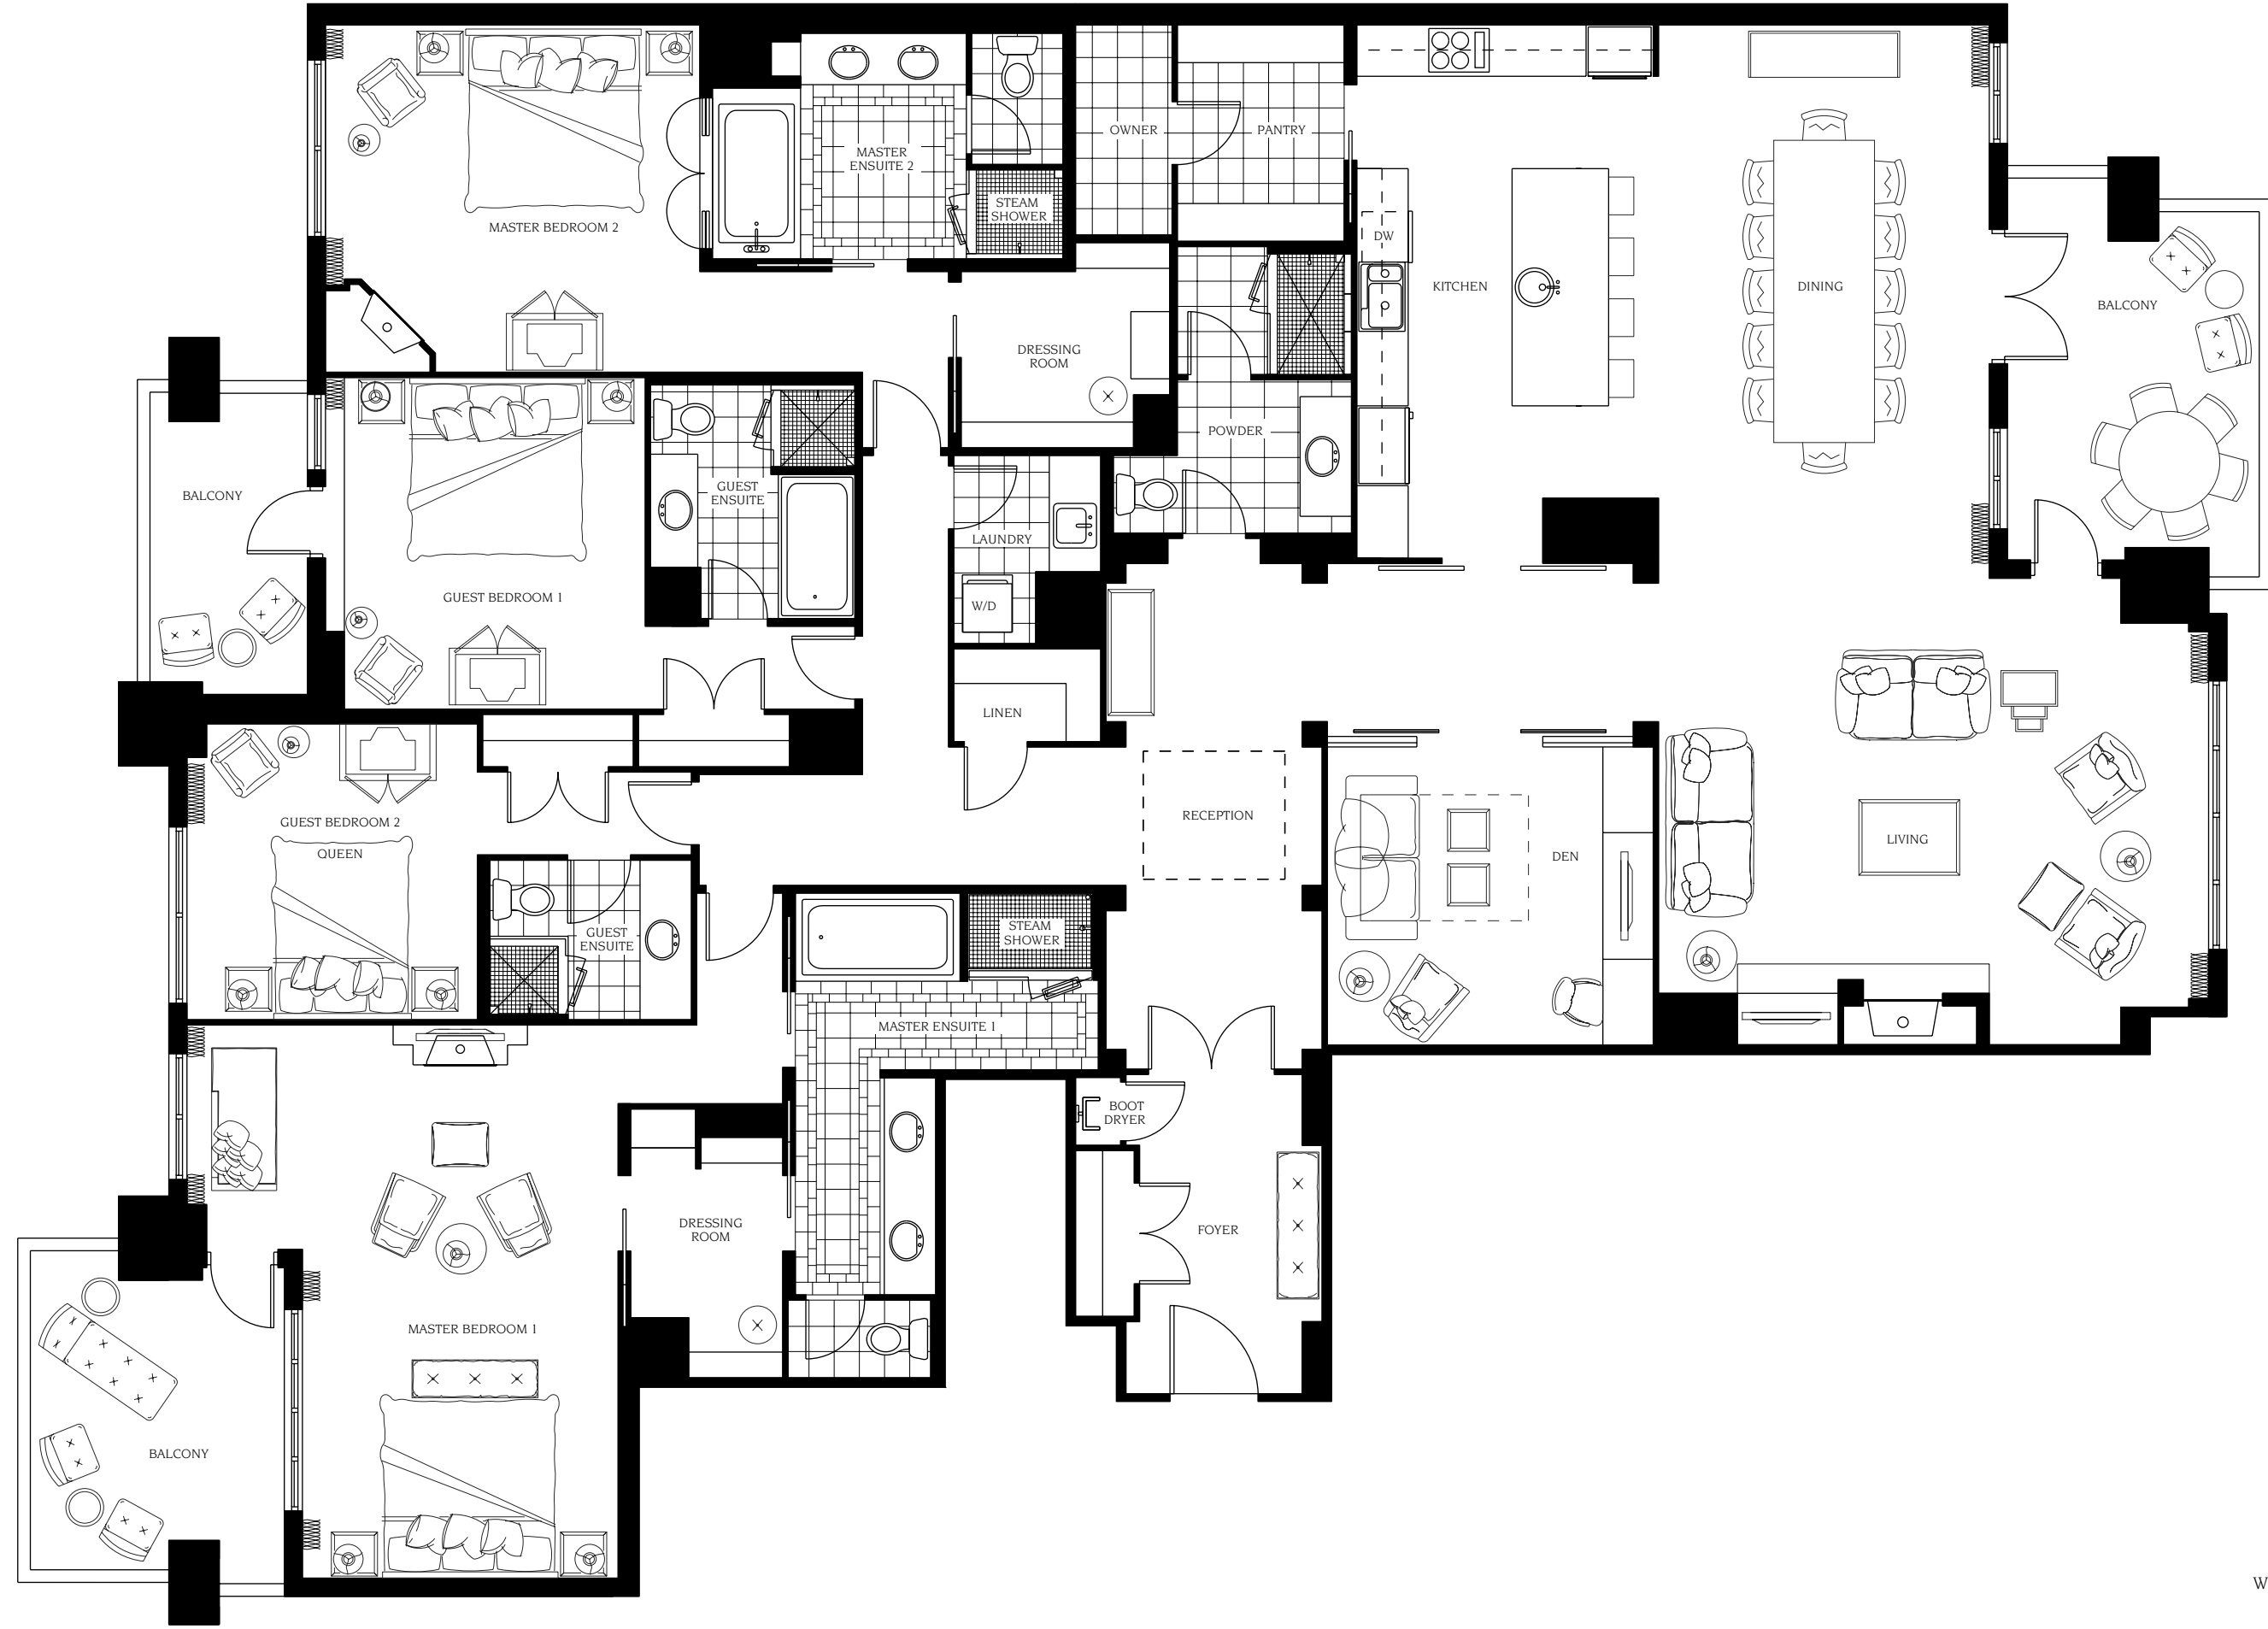 OWNER
PANTRY
MASTER
ENSUITE 2
STEAM
SHOWER
MASTER BEDROOM 2
DW
KITCHEN
DINING
BALCONY
DRESSING
ROOM
POWDER
BALCONY
GUEST
ENSUITE
LAUNDRY
GUEST BEDROOM 1
W/D
LINEN
RECEPTION
GUEST BEDROOM 2
QUEEN
DEN
LIVING
GUEST
ENSUITE
STEAM
SHOWER
MASTER ENSUITE 1
BOOT
DRYER
DRESSING
ROOM
FOYER
MASTER BEDROOM 1
BALCONY
W